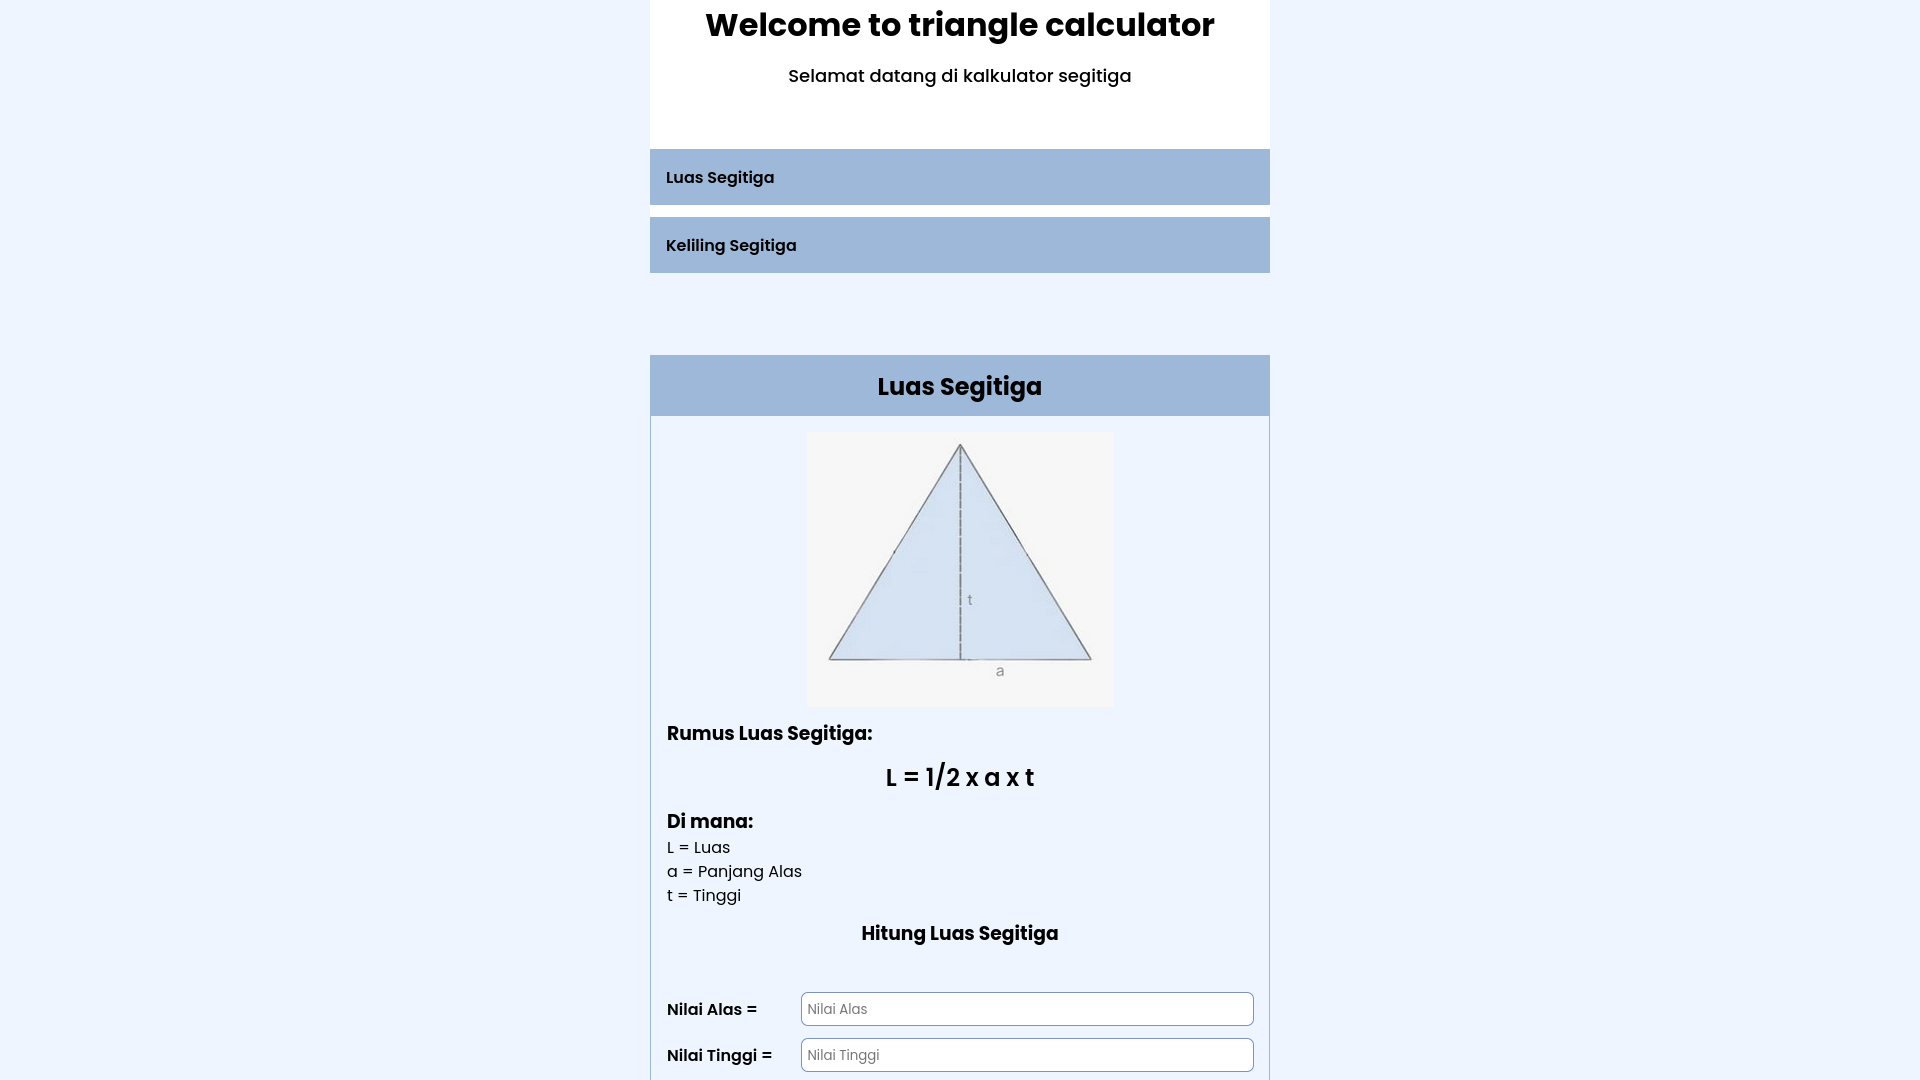 Welcome to triangle calculator
Selamat datang di kalkulator segitiga
Luas Segitiga
Keliling Segitiga
Luas Segitiga
t
a
Rumus Luas Segitiga:
L = 1/2 x a x t
Di mana:
L = Luas
a = Panjang Alas
t = Tinggi
Hitung Luas Segitiga
Nilai Alas = Nilai Alas
Nilai Tinggi = Nilai Tinggi